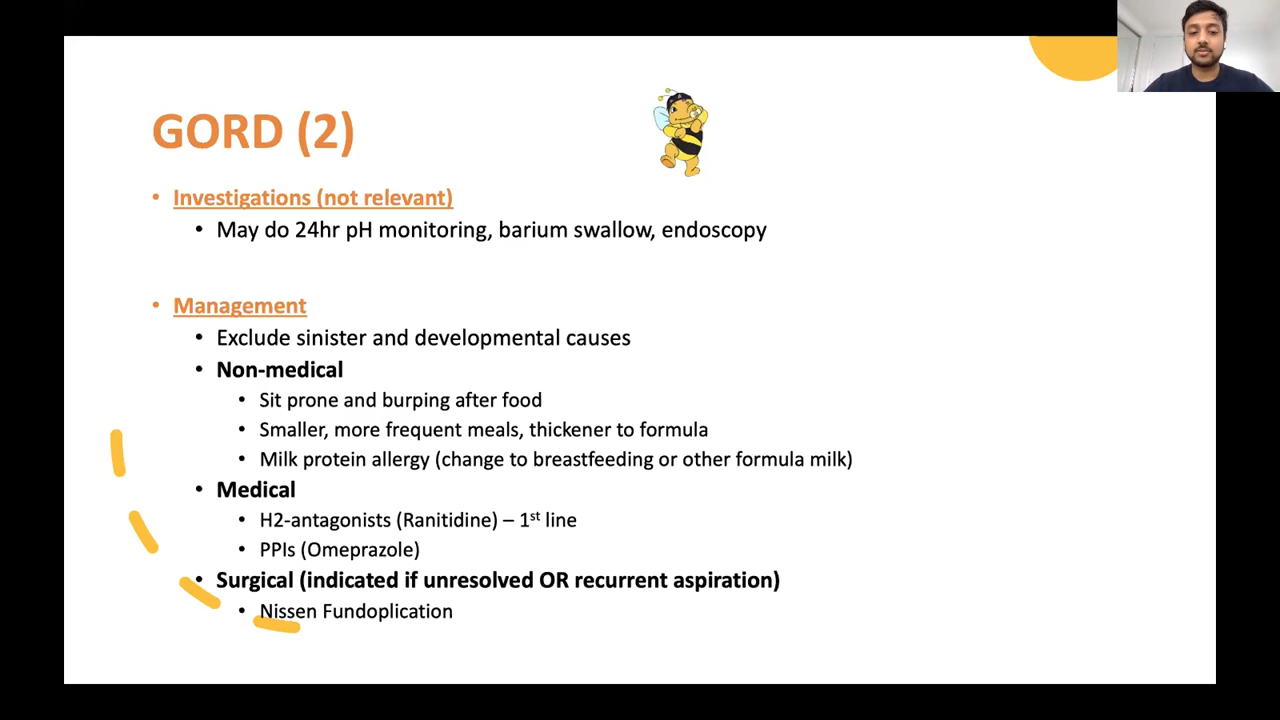 GORD (2)
• Investigations (not relevant)
• May do 24hr pH monitoring, barium swallow, endoscopy
• Management
• Exclude sinister and developmental causes
• Non-medical
• Sit prone and burping after food
• Smaller, more frequent meals, thickener to formula
• Milk protein allergy (change to breastfeeding or other formula milk)
• Medical
• H2-antagonists (Ranitidine) – 1st line
• PPIs (Omeprazole)
• Surgical (indicated if unresolved OR recurrent aspiration)
• Nissen Fundoplication